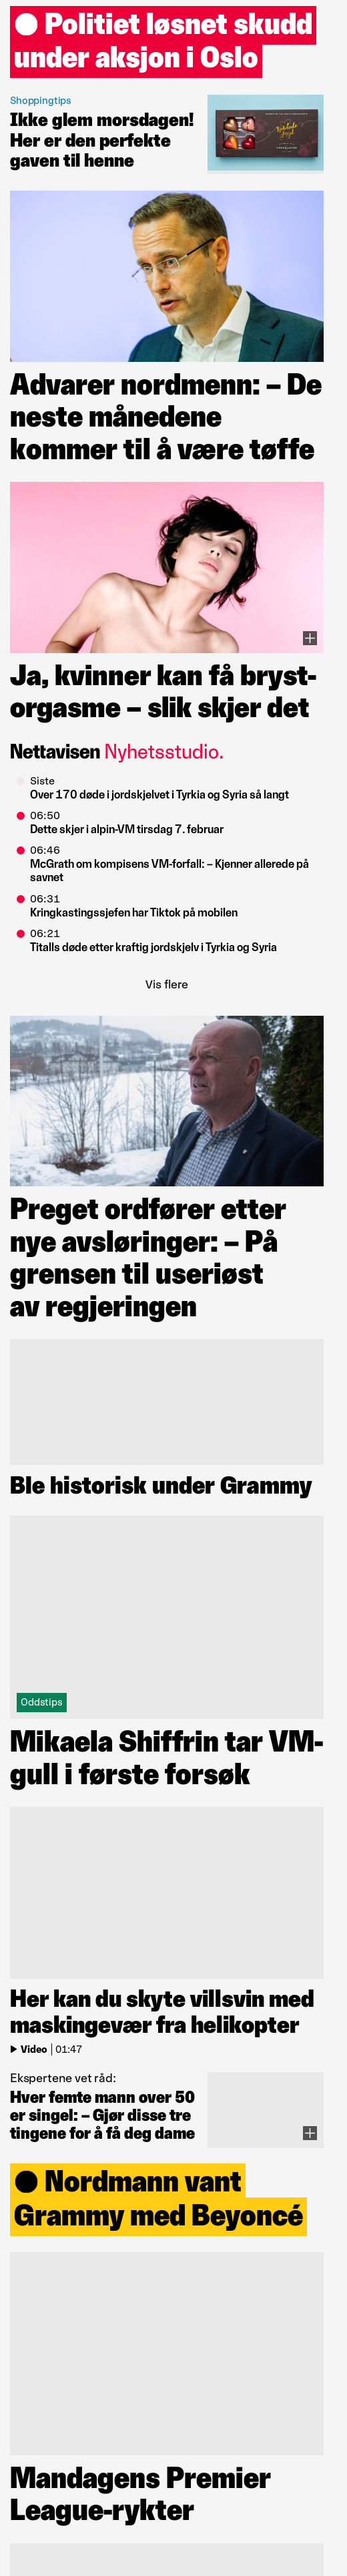 ● Politiet løsnet skudd
under aksjon i Oslo
Shoppingtips
Ikke glem morsdagen!
Her er den perfekte
gaven til henne
Advarer nordmenn: – De
neste månedene
kommer til å være tøffe
Ja, kvinner kan få bryst-
orgasme – slik skjer det
Nettavisen Nyhetsstudio.
Siste
Over 170 døde i jordskjelvet i Tyrkia og Syria så langt
06:50
Dette skjer i alpin-VM tirsdag 7. februar
06:46
McGrath om kompisens VM-forfall: – Kjenner allerede på
savnet
06:31
Kringkastingssjefen har Tiktok på mobilen
06:21
Titalls døde etter kraftig jordskjelv i Tyrkia og Syria
Vis flere
Preget ordfører etter
nye avsløringer: – På
grensen til useriøst
av regjeringen
Ble historisk under Grammy
Oddstips
Mikaela Shiffrin tar VM-
gull i første forsøk
Her kan du skyte villsvin med
maskingevær fra helikopter
Video | 01:47
Ekspertene vet råd:
Hver femte mann over 50
er singel: – Gjør disse tre
tingene for å få deg dame
● Nordmann vant
Grammy med Beyoncé
Mandagens Premier
League-rykter